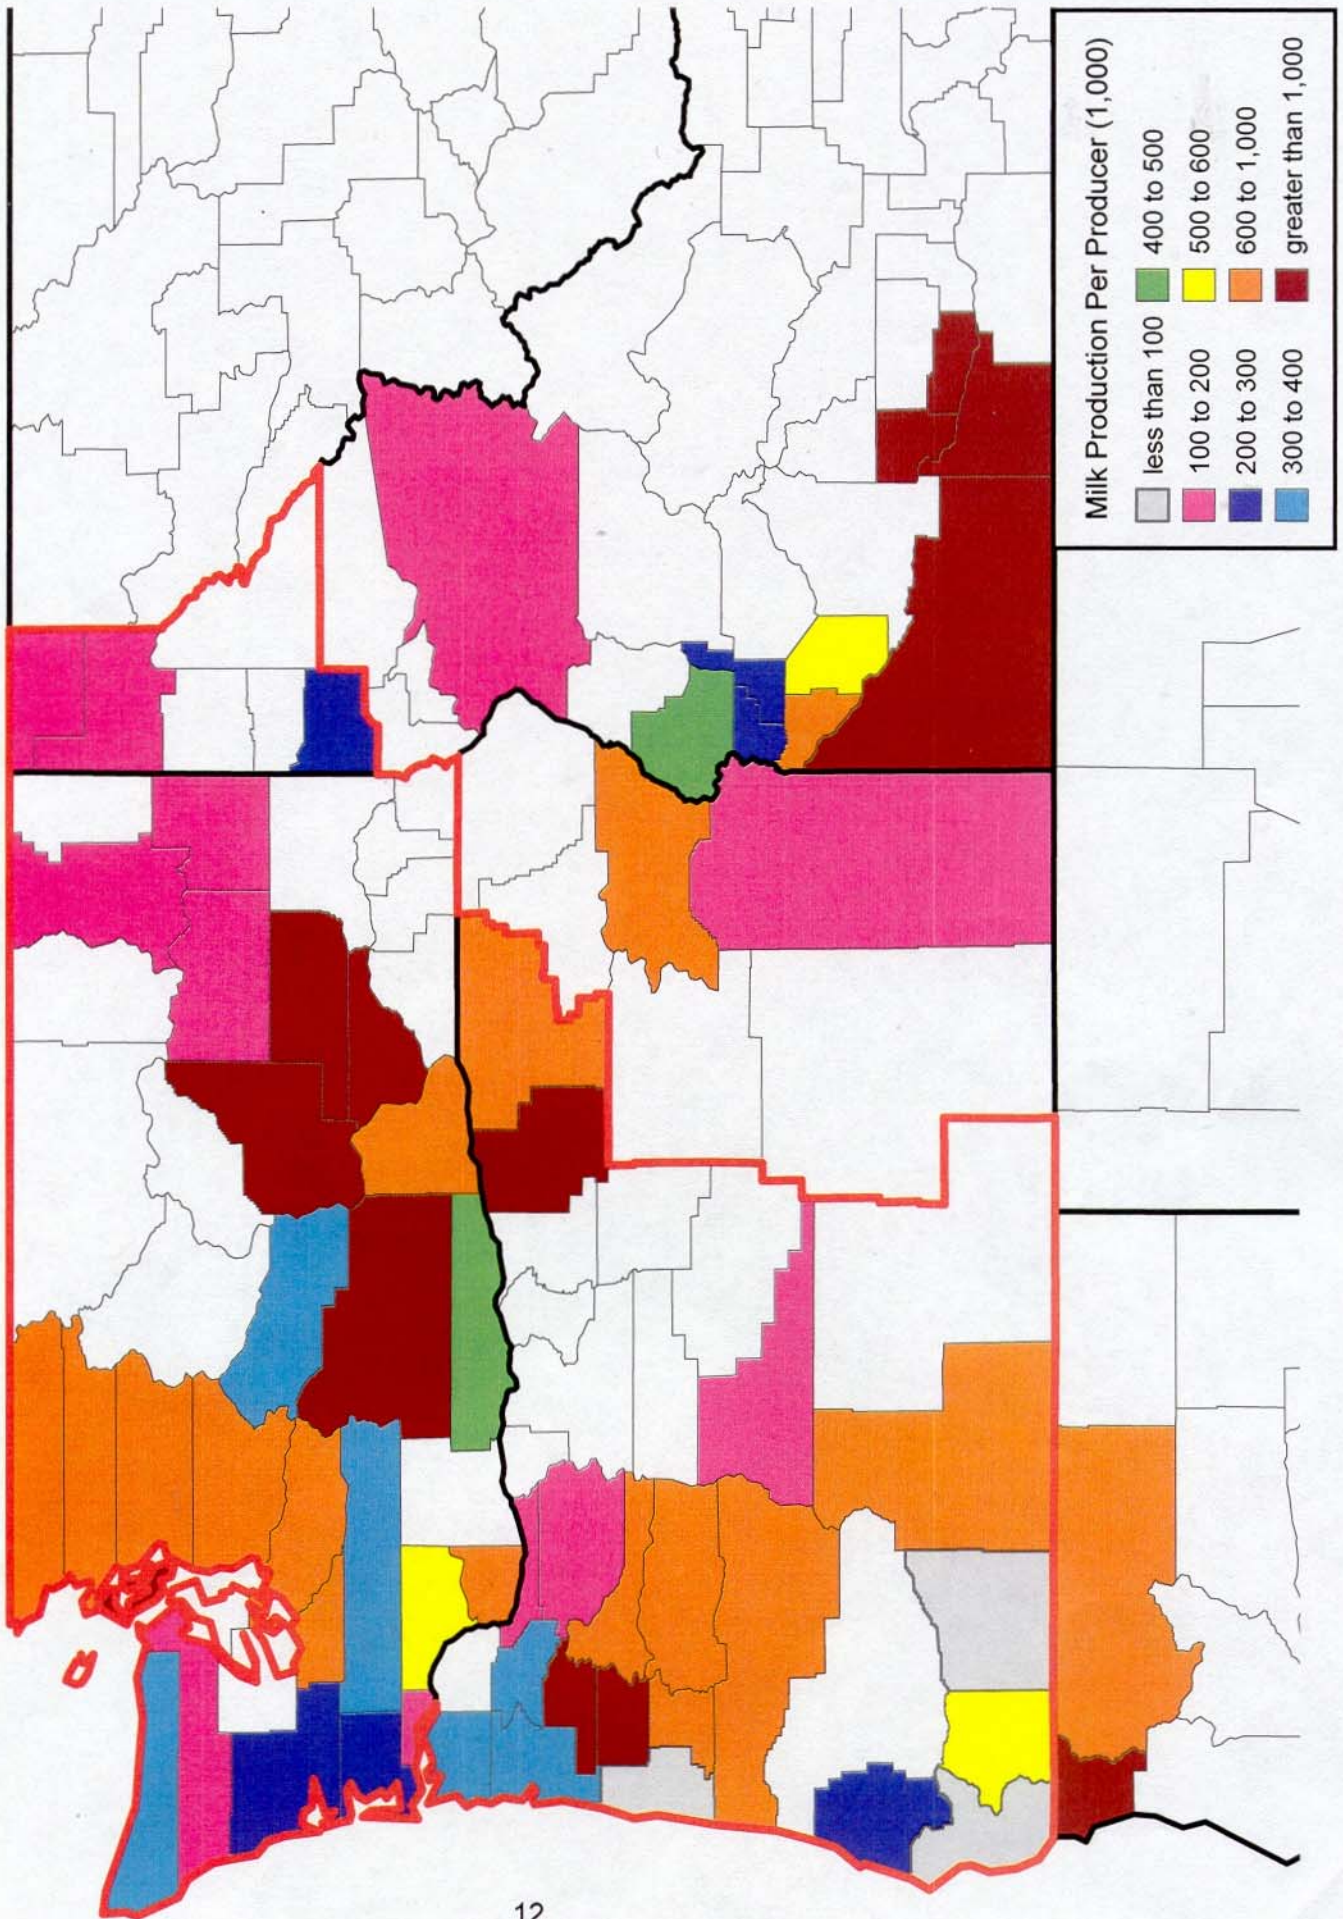 Milk Production Per Producer (1,000)
less than 100
100 to 200
200 to 300
300 to 400
400 to 500
500 to 600
600 to 1,000
greater than 1,000
12